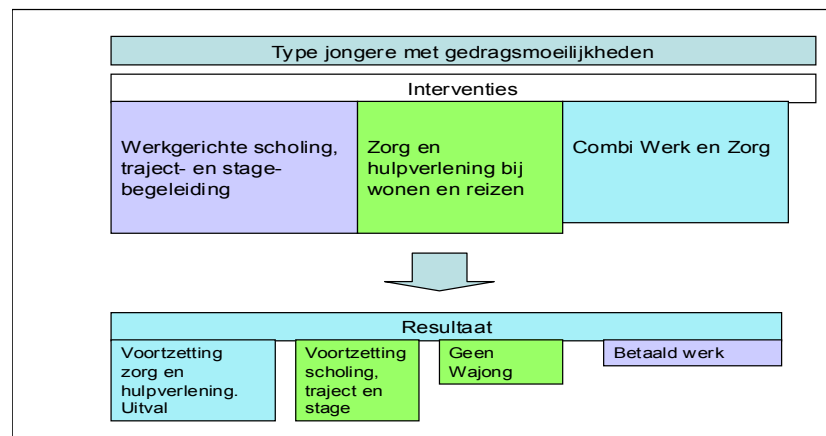 Type jongere met gedragsmoeilijkheden
Interventies
Werkgerichte scholing,
traject- en stage-
begeleiding
Zorg en
hulpverlening bij
wonen en reizen
Combi Werk en Zorg
Resultaat
Voortzetting
zorg en
hulpverlening.
Uitval
Voortzetting
scholing,
traject en
stage
Geen
Wajong
Betaald werk